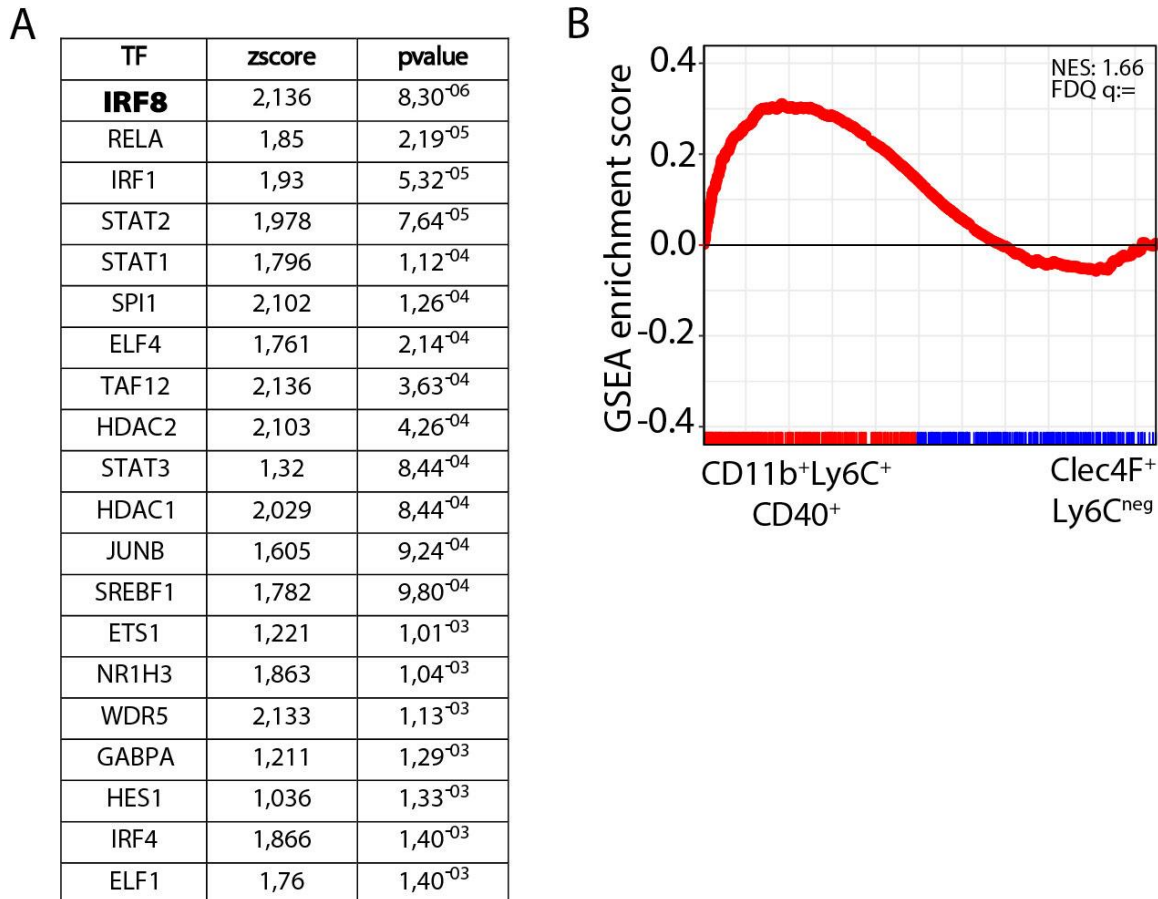 A
TF zscore pvalue
IRF8 2,136 8,30-06
RELA 1,85 2,19-05
IRF1 1,93 5,32-05
STAT2 1,978 7,64-05
STAT1 1,796 1,12-04
SPI1 2,102 1,26-04
ELF4 1,761 2,14-04
TAF12 2,136 3,63-04
HDAC2 2,103 4,26-04
STAT3 1,32 8,44-04
HDAC1 2,029 8,44-04
JUNB 1,605 9,24-04
SREBF1 1,782 9,80-04
ETS1 1,221 1,01-03
NR1H3 1,863 1,04-03
WDR5 2,133 1,13-03
GABPA 1,211 1,29-03
HES1 1,036 1,33-03
IRF4 1,866 1,40-03
ELF1 1,76 1,40-03
B
GSEA enrichment score
0.4
0.2
0.0
-0.2
-0.4
NES: 1.66
FDQ q:=
CD11b+Ly6C+
CD40+
Clec4F+
Ly6Cneg